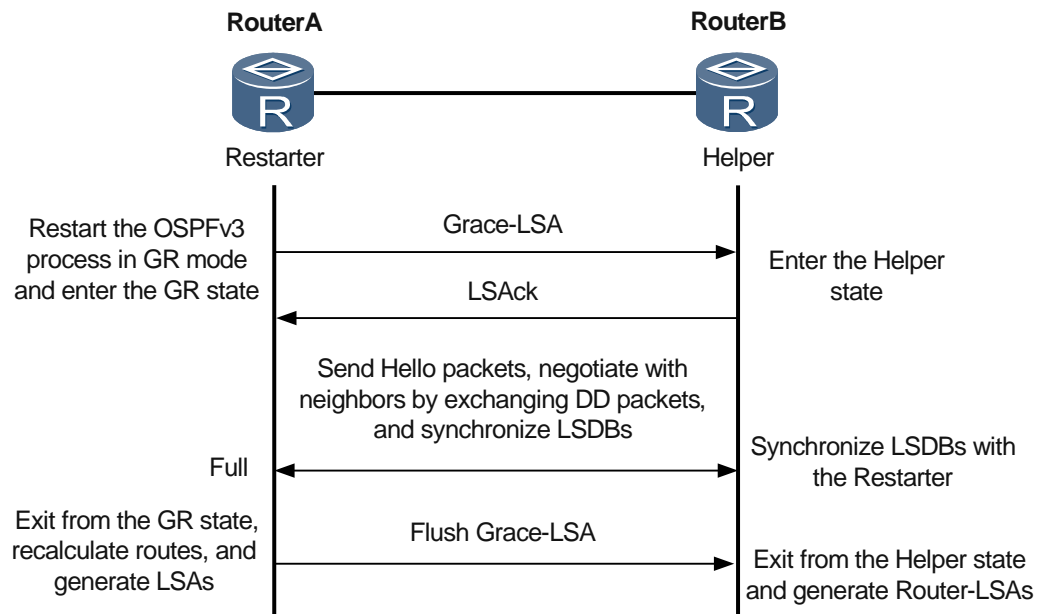 RouterA
RouterB
R
R
Restarter
Helper
Restart the OSPFv3
process in GR mode
and enter the GR state
Grace-LSA
Enter the Helper
state
LSAck
Send Hello packets, negotiate with
neighbors by exchanging DD packets,
and synchronize LSDBs
Full
Synchronize LSDBs with
the Restarter
Exit from the GR state,
recalculate routes, and
generate LSAs
Flush Grace-LSA
Exit from the Helper state
and generate Router-LSAs